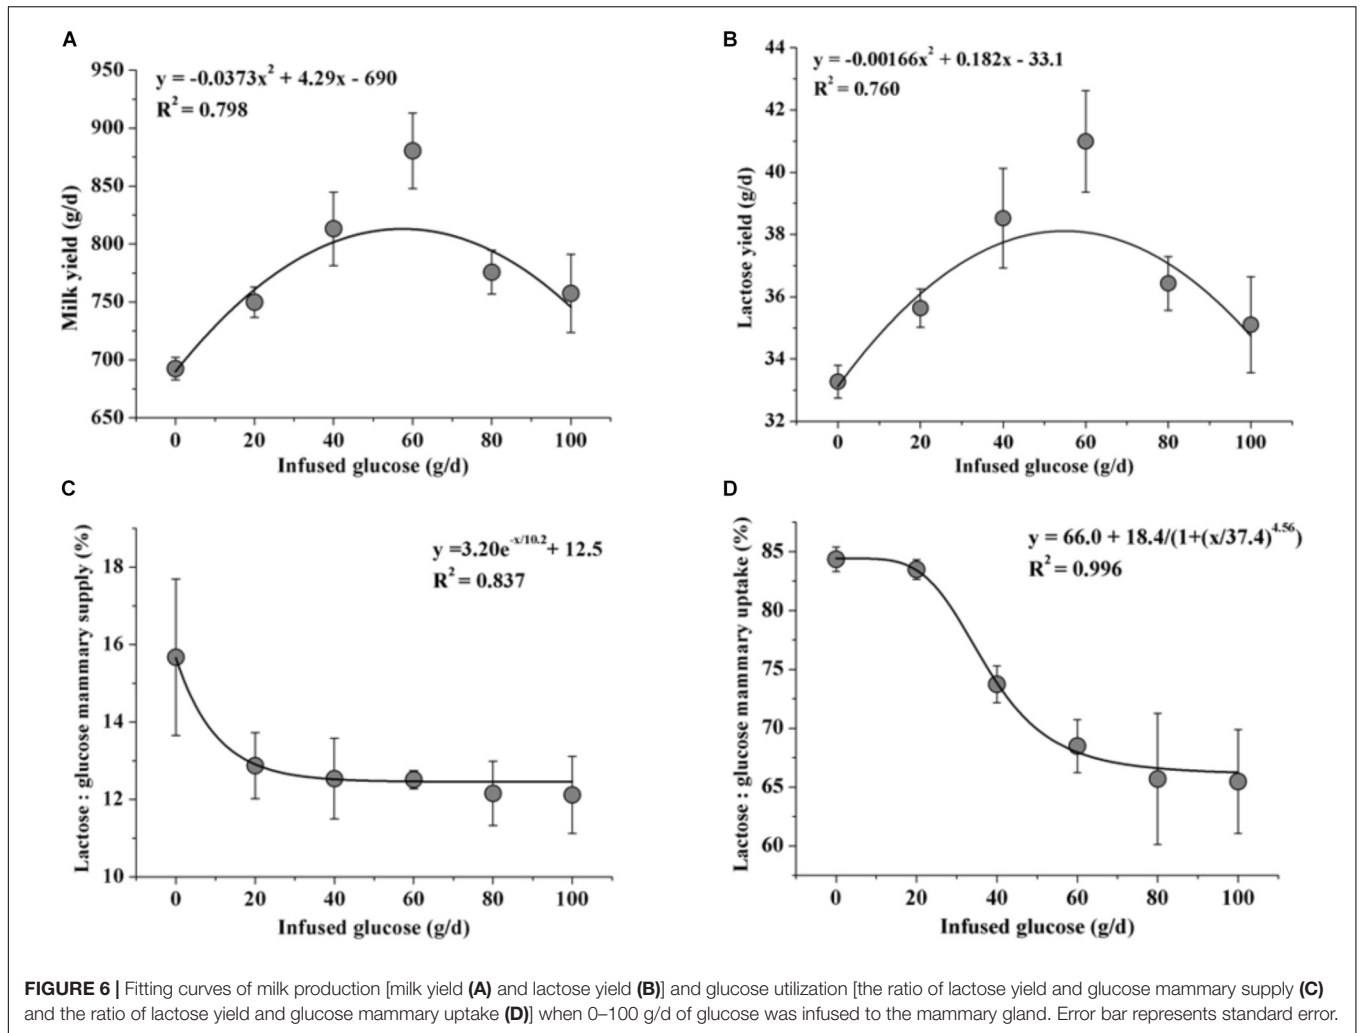 A
y = -0.0373x² + 4.29x - 690
R² = 0.798
Milk yield (g/d)
950
900
850
800
750
700
650
0 20 40 60 80 100
Infused glucose (g/d)
B
y = -0.00166x² + 0.182x - 33.1
R² = 0.760
Lactose yield (g/d)
44
42
40
38
36
34
32
0 20 40 60 80 100
Infused glucose (g/d)
C
y =3.20e^-x/10.2 + 12.5
R² = 0.837
Lactose : glucose mammary supply (%)
18
16
14
12
10
0 20 40 60 80 100
Infused glucose (g/d)
D
y = 66.0 + 18.4/(1+(x/37.4)^4.56)
R² = 0.996
Lactose : glucose mammary uptake (%)
85
80
75
70
65
60
0 20 40 60 80 100
Infused glucose (g/d)
FIGURE 6 | Fitting curves of milk production [milk yield (A) and lactose yield (B)] and glucose utilization [the ratio of lactose yield and glucose mammary supply (C)
and the ratio of lactose yield and glucose mammary uptake (D)] when 0–100 g/d of glucose was infused to the mammary gland. Error bar represents standard error.